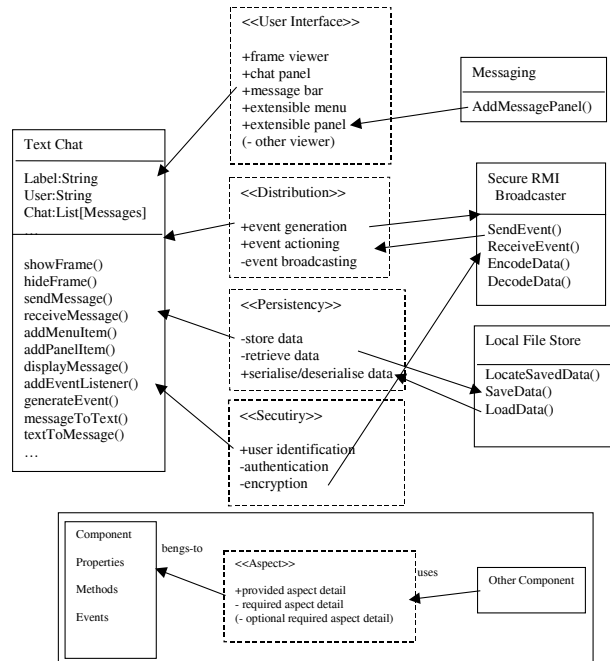 <<User Interface>>
+frame viewer
+chat panel
+message bar
+extensible menu
+extensible panel
(- other viewer)
Messaging
AddMessagePanel()
Text Chat
Label:String
User:String
Chat:List[Messages]
…
showFrame()
hideFrame()
sendMessage()
receiveMessage()
addMenuItem()
addPanelItem()
displayMessage()
addEventListener()
generateEvent()
messageToText()
textToMessage()
…
<<Distribution>>
+event generation
+event actioning
-event broadcasting
Secure RMI
Broadcaster
SendEvent()
ReceiveEvent()
EncodeData()
DecodeData()
<<Persistency>>
-store data
-retrieve data
+serialise/deserialise data
Local File Store
LocateSavedData()
SaveData()
LoadData()
<<Secutiry>>
+user identification
-authentication
-encryption
Component
Properties
Methods
Events
bengs-to
<<Aspect>>
+provided aspect detail
- required aspect detail
(- optional required aspect detail)
uses
Other Component